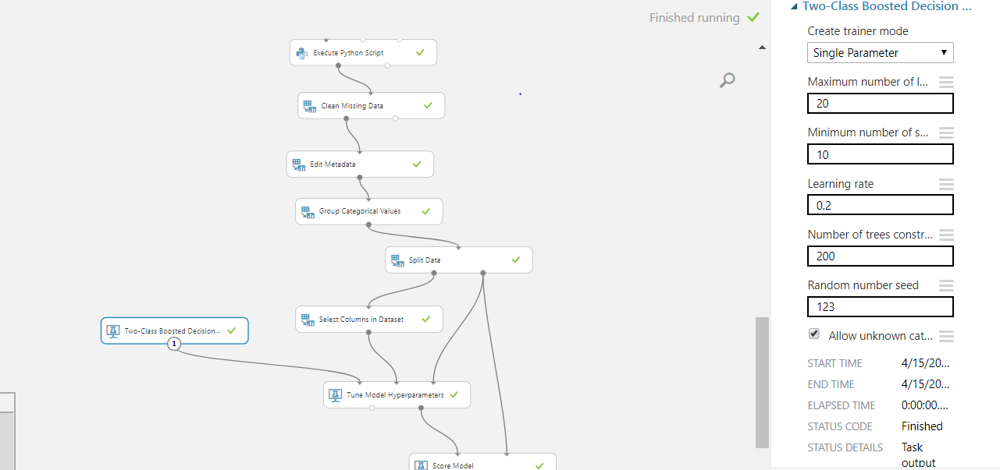 Finished running
Execute Python Script
Clean Missing Data
Edit Metadata
Group Categorical Values
Split Data
Select Columns in Dataset
Two-Class Boosted Decision...
1
Tune Model Hyperparameters
Score Model
Two-Class Boosted Decision ...
Create trainer mode
Single Parameter
Maximum number of l...
20
Minimum number of s...
10
Learning rate
0.2
Number of trees constr...
200
Random number seed
123
Allow unknown cat...
START TIME 4/15/20...
END TIME 4/15/20...
ELAPSED TIME 0:00:00....
STATUS CODE Finished
STATUS DETAILS Task
output